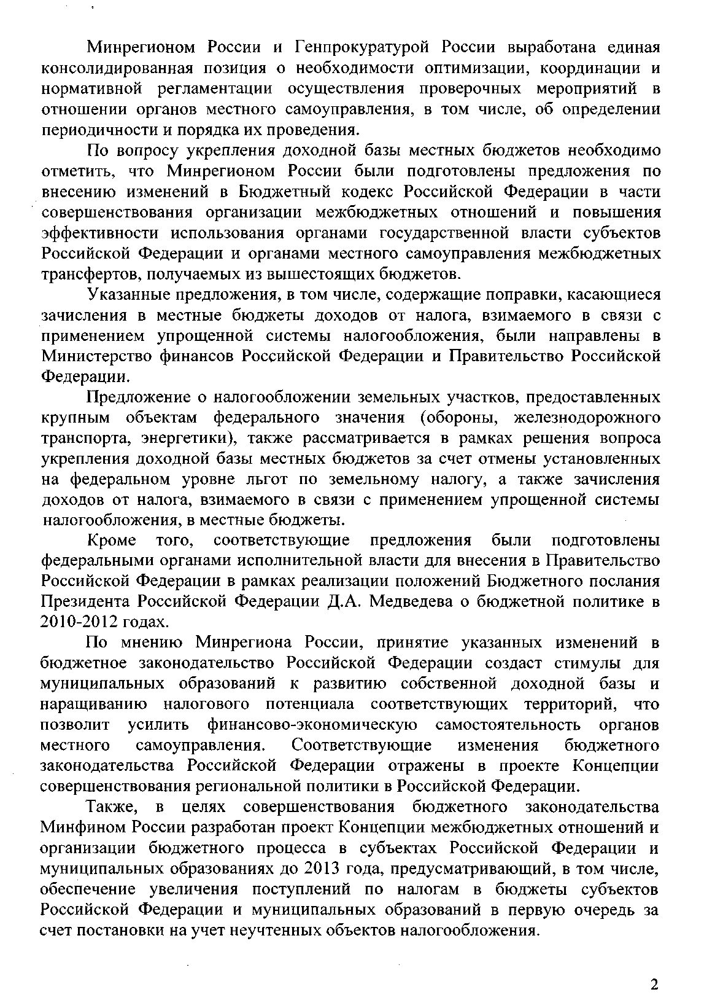 Минрегионом России и Генпрокуратурой России выработана единая
консолидированная позиция о необходимости оптимизации, координации и
нормативной регламентации осуществления проверочных мероприятий в
отношении органов местного самоуправления, в том числе, об определении
периодичности и порядка их проведения.
По вопросу укрепления доходной базы местных бюджетов необходимо
отметить, что Минрегионом России были подготовлены предложения по
внесению изменений в Бюджетный кодекс Российской Федерации в части
совершенствования организации межбюджетных отношений и повышения
эффективности использования органами государственной власти субъектов
Российской Федерации и органами местного самоуправления межбюджетных
трансфертов, получаемых из вышестоящих бюджетов.
Указанные предложения, в том числе, содержащие поправки, касающиеся
зачисления в местные бюджеты доходов от налога, взимаемого в связи с
применением упрощенной системы налогообложения, были направлены в
Министерство финансов Российской Федерации и Правительство Российской
Федерации.
Предложение о налогообложении земельных участков, предоставленных
крупным объектам федерального значения (обороны, железнодорожного
транспорта, энергетики), также рассматривается в рамках решения вопроса
укрепления доходной базы местных бюджетов за счет отмены установленных
на федеральном уровне льгот по земельному налогу, а также зачисления
доходов от налога, взимаемого в связи с применением упрощенной системы
налогообложения, в местные бюджеты.
Кроме того, соответствующие предложения были подготовлены
федеральными органами исполнительной власти для внесения в Правительство
Российской Федерации в рамках реализации положений Бюджетного послания
Президента Российской Федерации Д.А. Медведева о бюджетной политике в
2010-2012 годах.
По мнению Минрегиона России, принятие указанных изменений в
бюджетное законодательство Российской Федерации создаст стимулы для
муниципальных образований к развитию собственной доходной базы и
наращиванию налогового потенциала соответствующих территорий, что
позволит усилить финансово-экономическую самостоятельность органов
местного самоуправления. Соответствующие изменения бюджетного
законодательства Российской Федерации отражены в проекте Концепции
совершенствования региональной политики в Российской Федерации.
Также, в целях совершенствования бюджетного законодательства
Минфином России разработан проект Концепции межбюджетных отношений и
организации бюджетного процесса в субъектах Российской Федерации и
муниципальных образованиях до 2013 года, предусматривающий, в том числе,
обеспечение увеличения поступлений по налогам в бюджеты субъектов
Российской Федерации и муниципальных образований в первую очередь за
счет постановки на учет неучтенных объектов налогообложения.
2